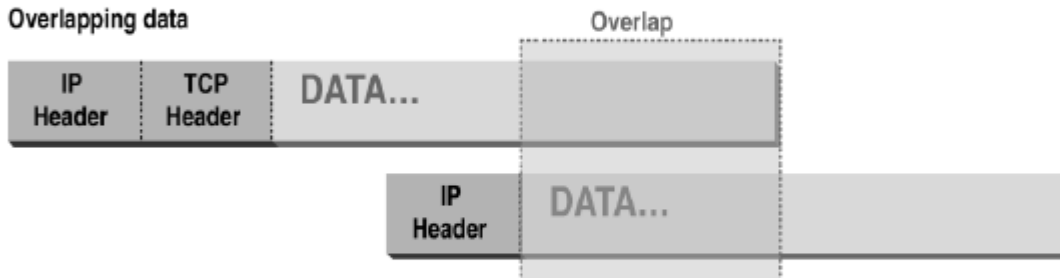 Overlapping data
Overlap
IP
Header
TCP
Header
DATA...
IP
Header
DATA...